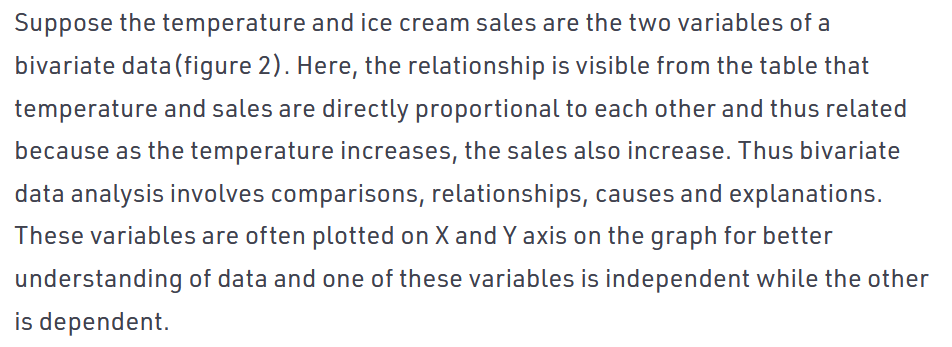 Suppose the temperature and ice cream sales are the two variables of a
bivariate data(figure 2). Here, the relationship is visible from the table that
temperature and sales are directly proportional to each other and thus related
because as the temperature increases, the sales also increase. Thus bivariate
data analysis involves comparisons, relationships, causes and explanations.
These variables are often plotted on X and Y axis on the graph for better
understanding of data and one of these variables is independent while the other
is dependent.